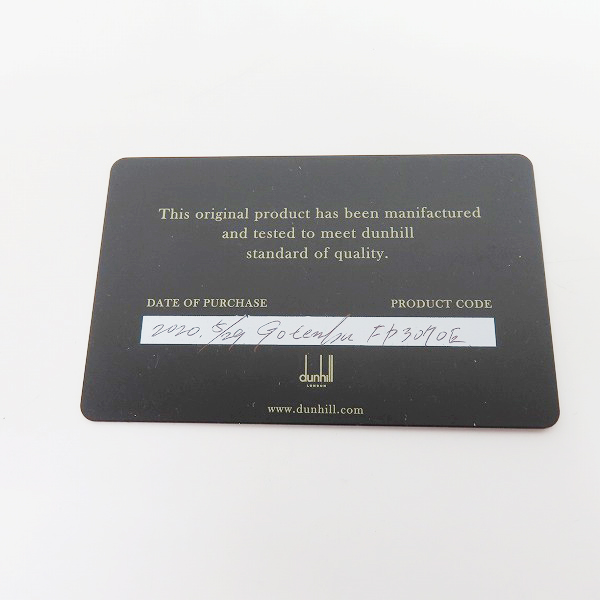 This original product has been manifactured
and tested to meet dunhill
standard of quality.
DATE OF PURCHASE PRODUCT CODE
2020. 5/29 Gotenba
dunhill
LONDON
www.dunhill.com